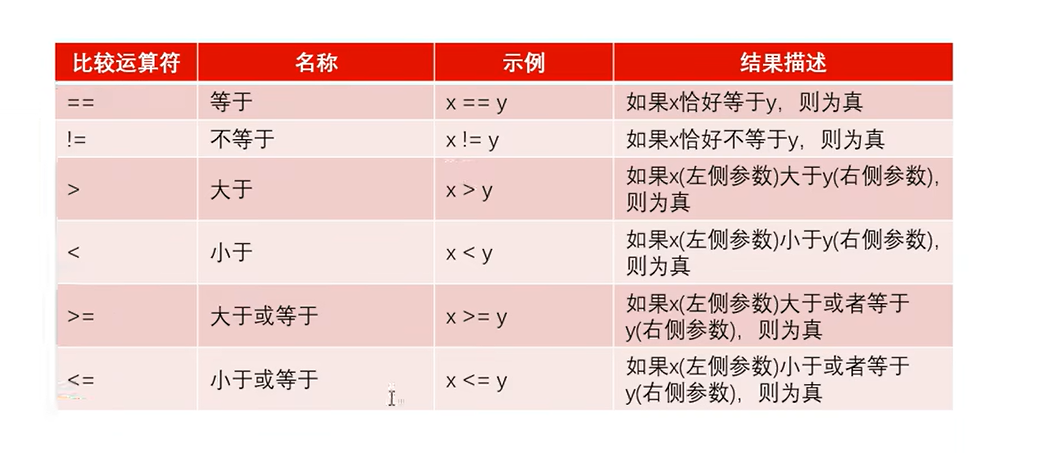 比较运算符 名称 示例 结果描述
== 等于 x == y 如果x恰好等于y，则为真
!= 不等于 x != y 如果x恰好不等于y，则为真
> 大于 x > y 如果x(左侧参数)大于y(右侧参数),
则为真
< 小于 x < y 如果x(左侧参数)小于y(右侧参数),
则为真
>= 大于或等于 x >= y 如果x(左侧参数)大于或者等于
y(右侧参数)，则为真
<= 小于或等于 x <= y 如果x(左侧参数)小于或者等于
y(右侧参数)，则为真